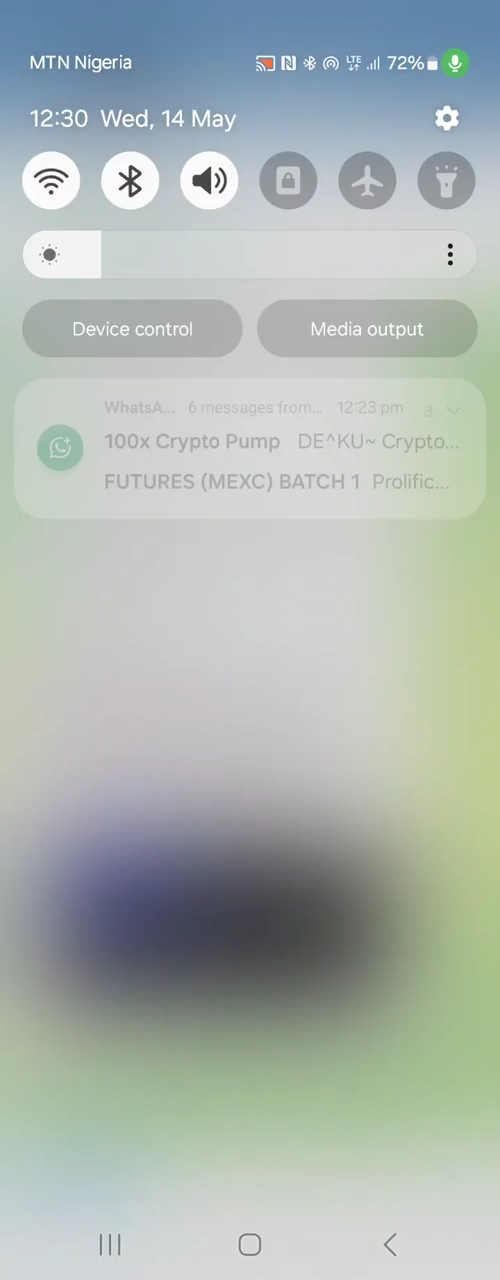 MTN Nigeria LTE 72%
12:30 Wed, 14 May
Device control Media output
WhatsA... 6 messages from... 12:23 pm 3
100x Crypto Pump DE^KU~ Crypto...
FUTURES (MEXC) BATCH 1 Prolific...